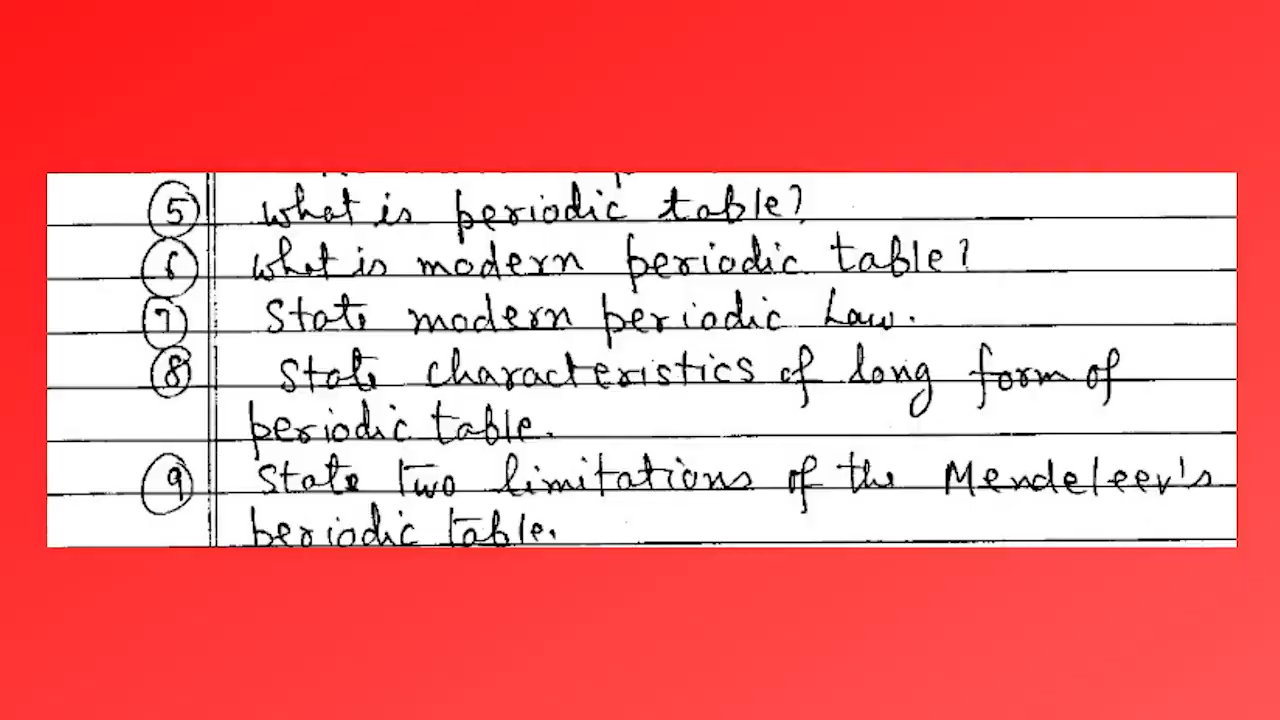 5 What is periodic table?
6 What is modern periodic table?
7 State modern periodic Law.
8 State characteristics of long form of
periodic table.
9 State Two limitations of the Mendeleev's
periodic table.